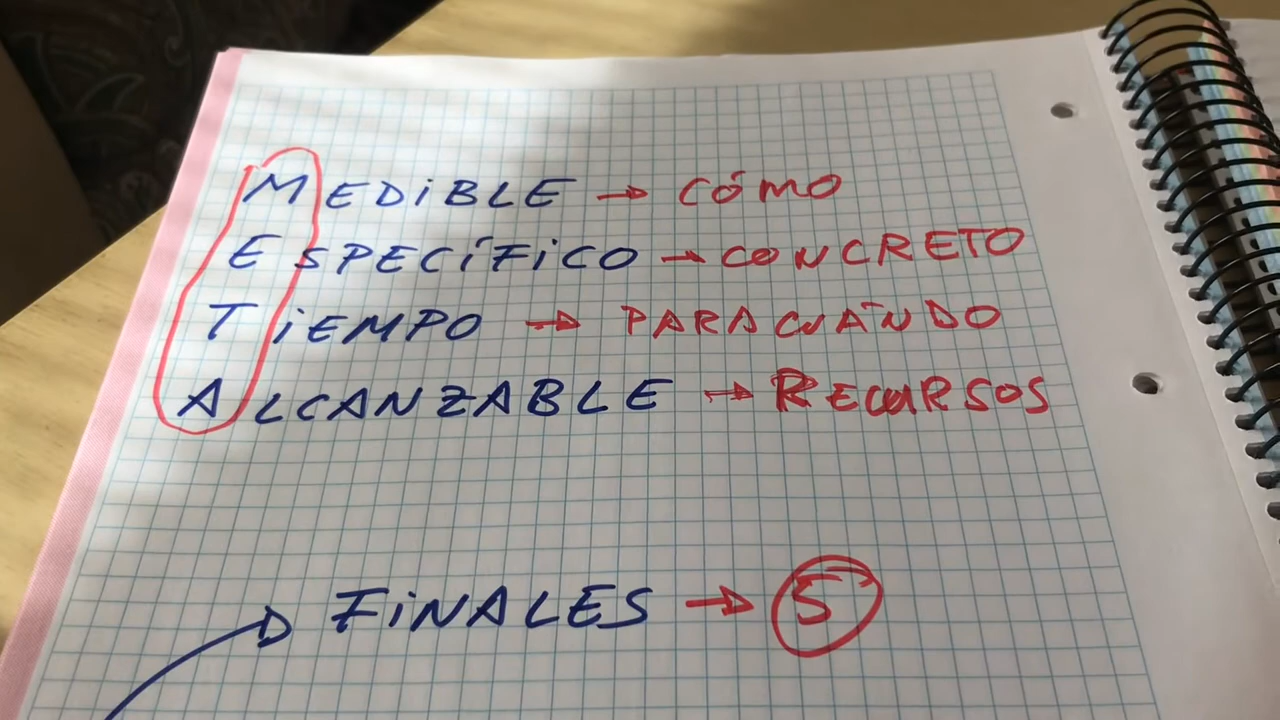 MEDIBLE → CÓMO
ESPECÍFICO → CONCRETO
TIEMPO → PARA CUÁNDO
ALCANZABLE → RECURSOS
→ FINALES → 5